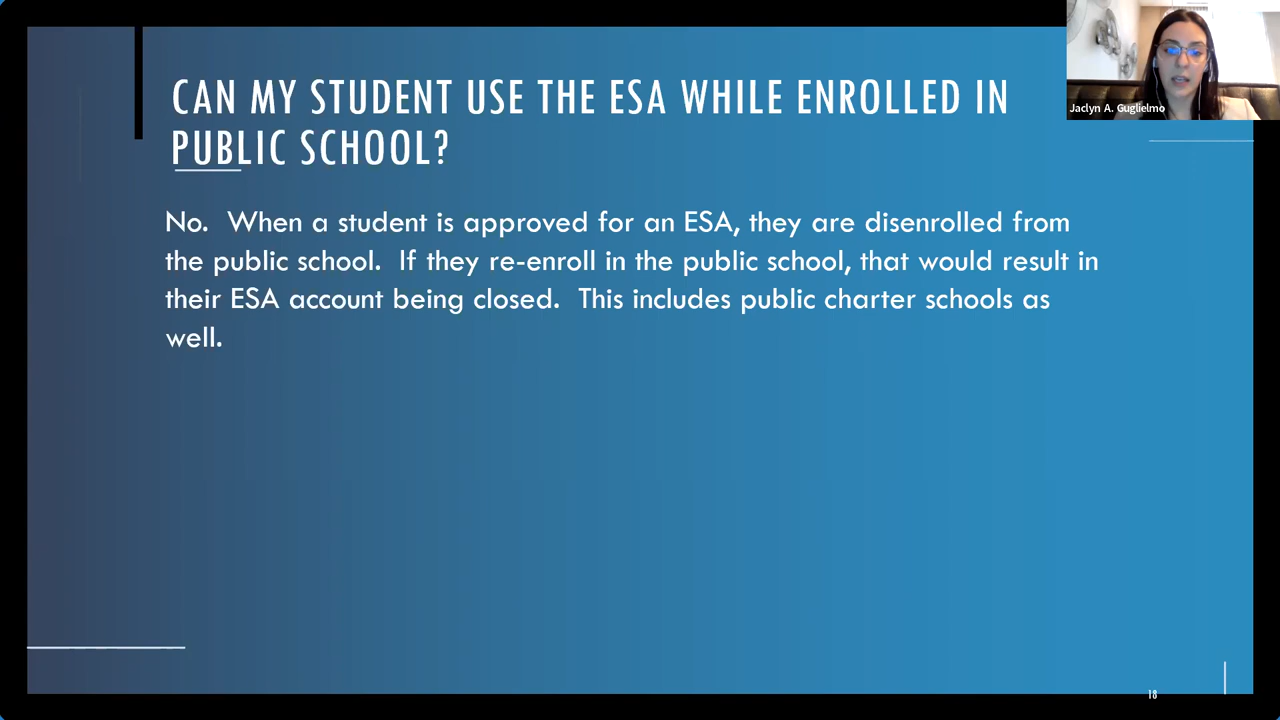 CAN MY STUDENT USE THE ESA WHILE ENROLLED IN
PUBLIC SCHOOL?
Jaclyn A. Guglielmo
No.  When a student is approved for an ESA, they are disenrolled from
the public school.  If they re-enroll in the public school, that would result in
their ESA account being closed.  This includes public charter schools as
well.
18